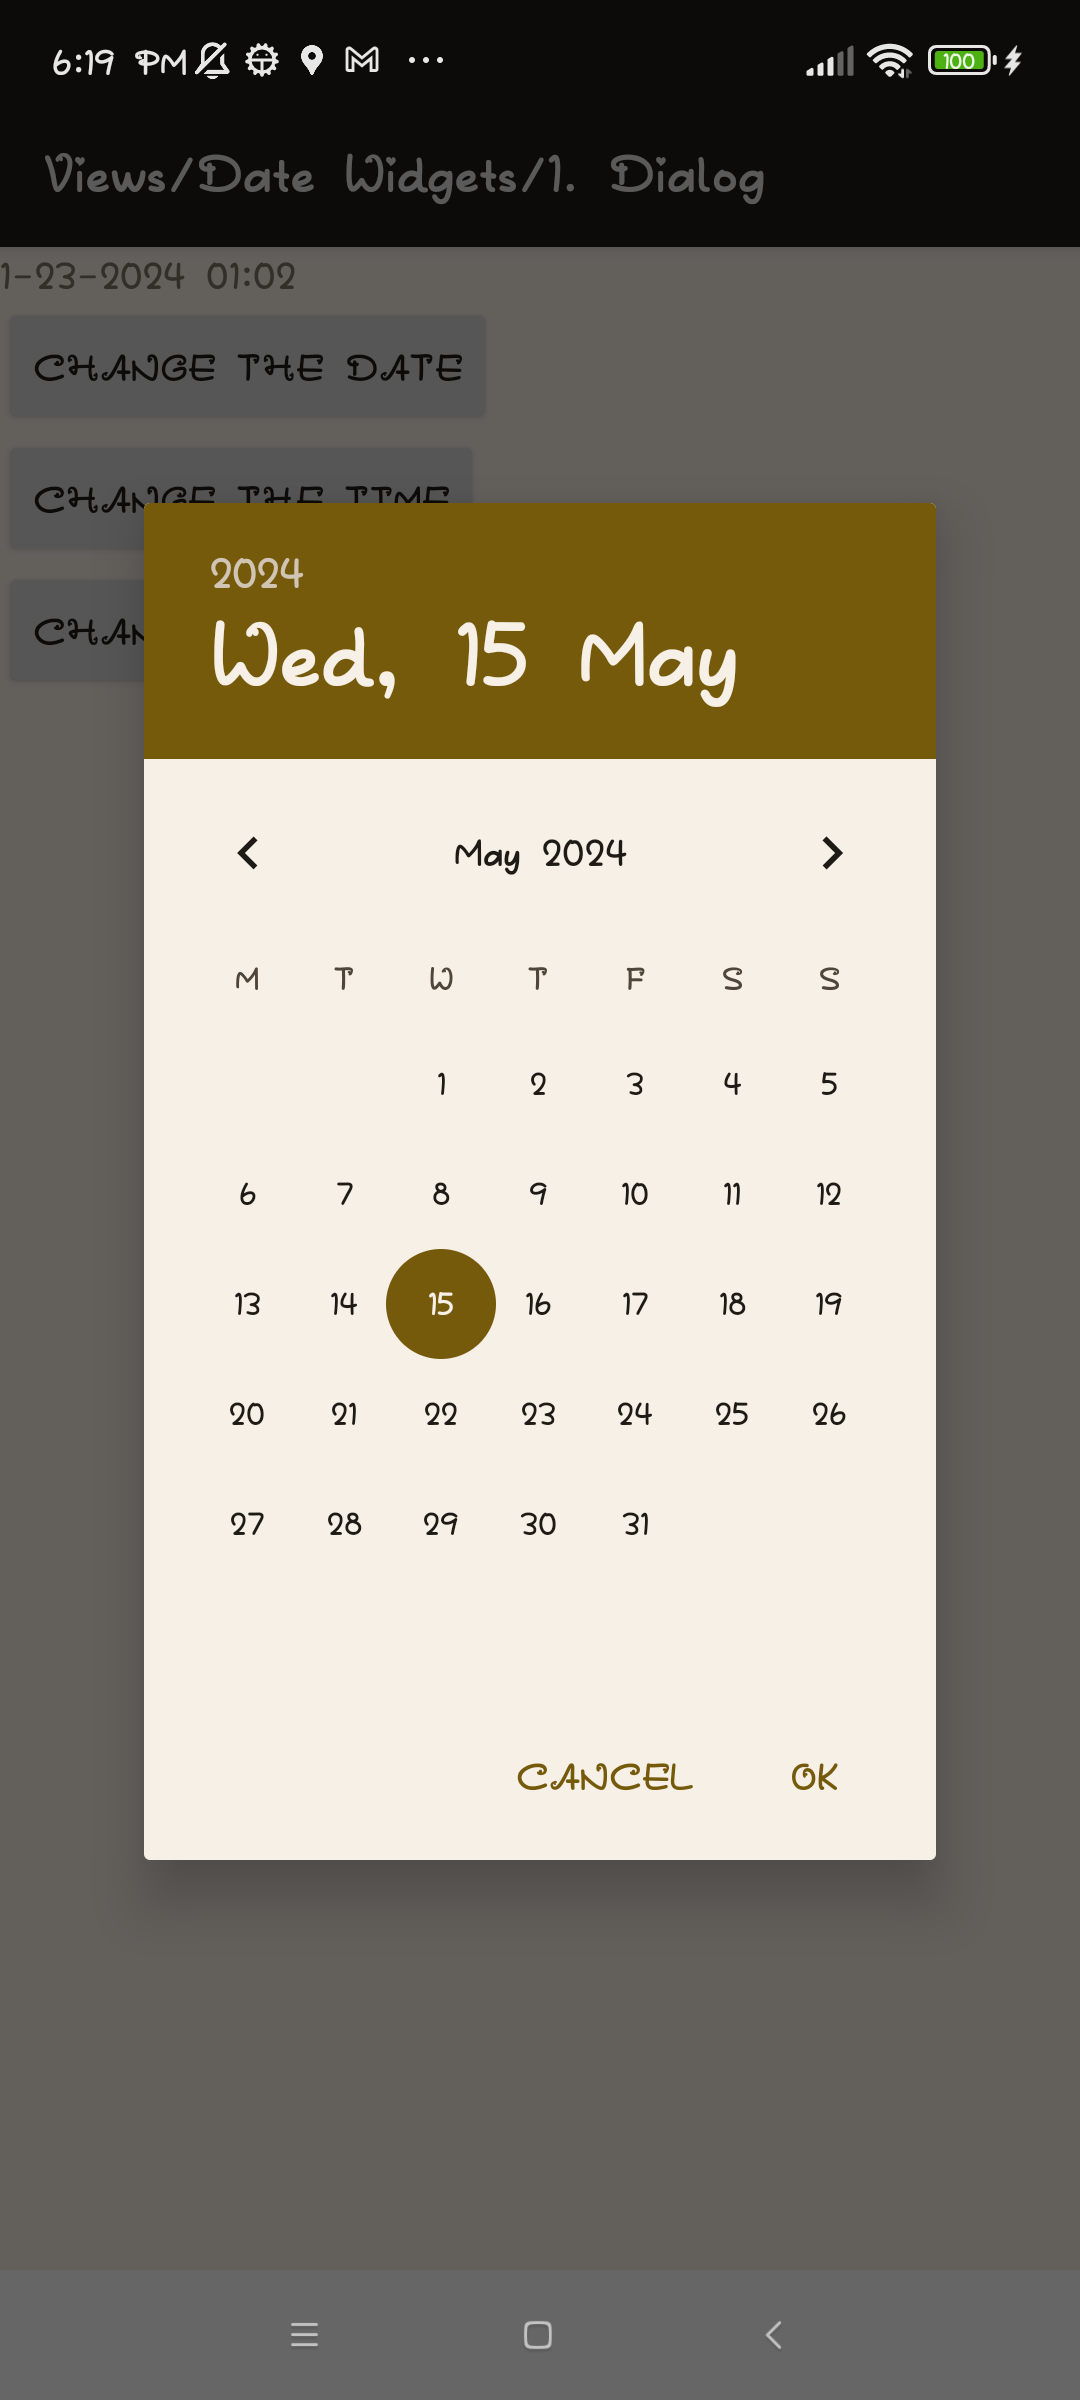 6:19 PM
100
Views/Date Widgets/1. Dialog
1-23-2024 01:02
CHANGE THE DATE
CHANGE THE TIME
2024
Wed, 15 May
May 2024
M T W T F S S
1 2 3 4 5
6 7 8 9 10 11 12
13 14 15 16 17 18 19
20 21 22 23 24 25 26
27 28 29 30 31
CANCEL OK